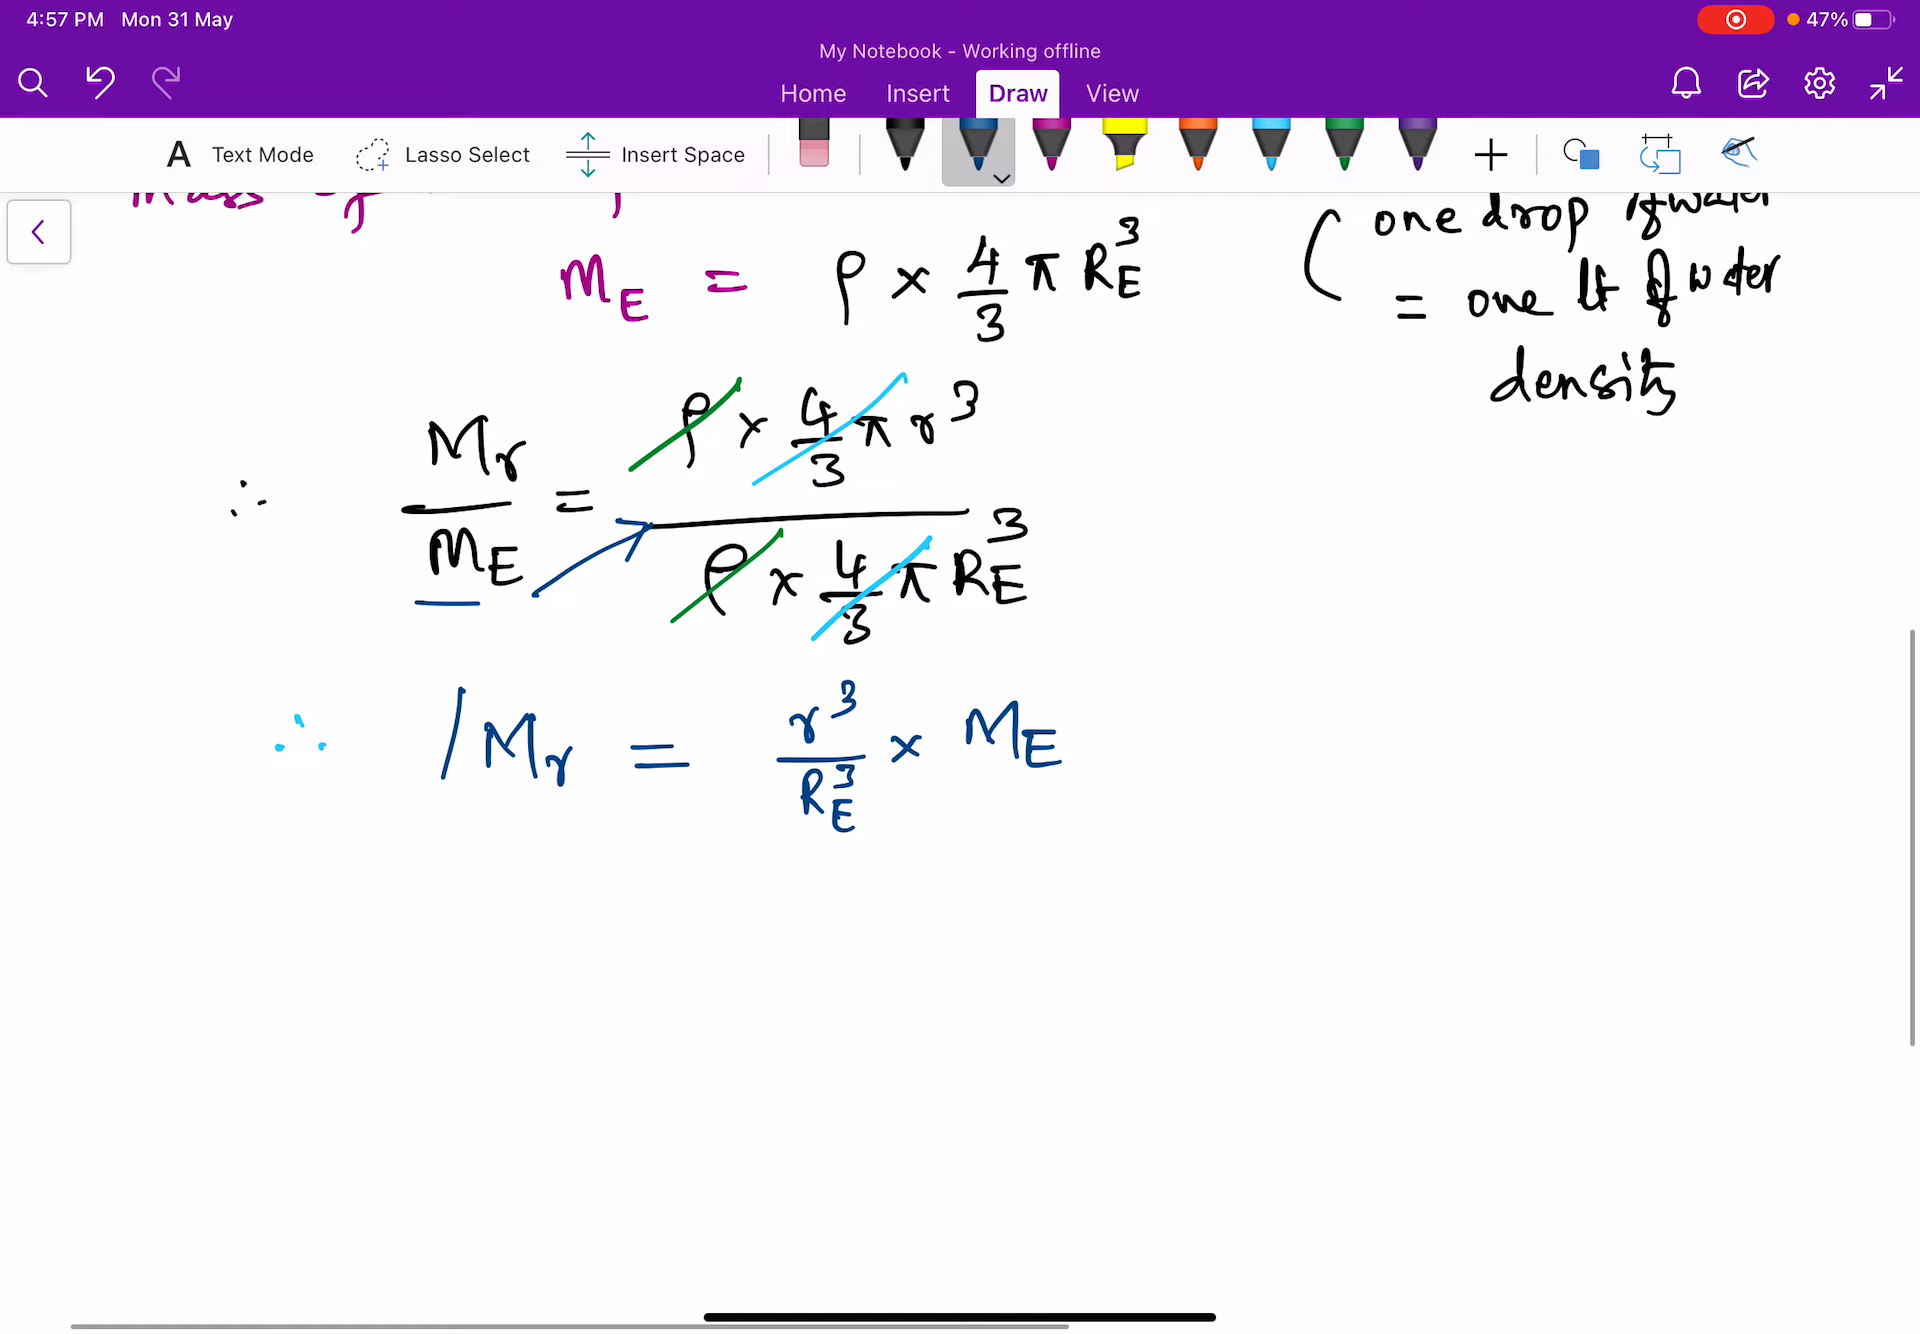 4:57 PM Mon 31 May
47%
My Notebook - Working offline
Home Insert Draw View
A Text Mode Lasso Select Insert Space
one drop of water
M_E = ρ × 4/3 π R_E^3
= one lt of water
density
∴ M_r/M_E = (ρ × 4/3 π r^3)/(ρ × 4/3 π R_E^3)
∴ M_r = r^3/R_E^3 × M_E